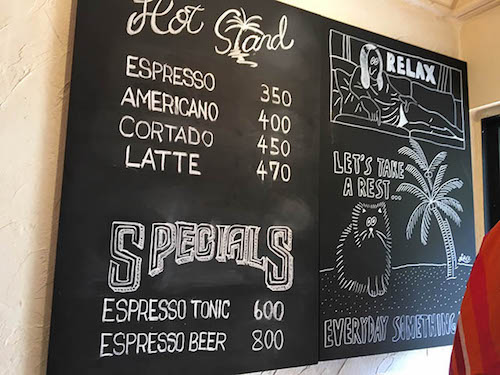 Hot Stand
ESPRESSO 350
AMERICANO 400
CORTADO 450
LATTE 470
SPECIALS
ESPRESSO TONIC 600
ESPRESSO BEER 800
RELAX
LET'S TAKE
A REST...
EVERYDAY SOMETHING